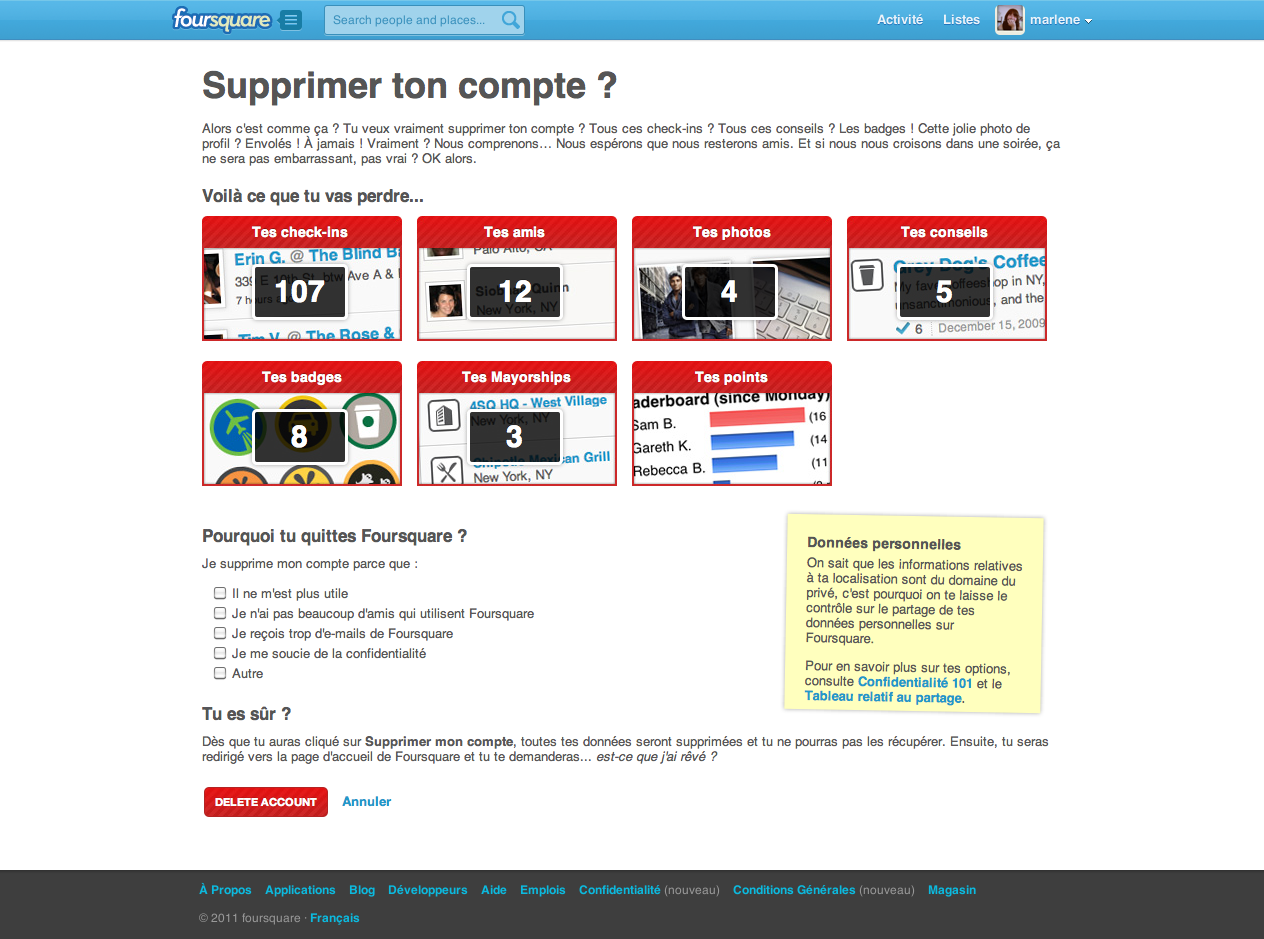 foursquare
Search people and places...
Activité Listes marlene
Supprimer ton compte ?
Alors c'est comme ça ? Tu veux vraiment supprimer ton compte ? Tous ces check-ins ? Tous ces conseils ? Les badges ! Cette jolie photo de
profil ? Envolés ! À jamais ! Vraiment ? Nous comprenons... Nous espérons que nous resterons amis. Et si nous nous croisons dans une soirée, ça
ne sera pas embarrassant, pas vrai ? OK alors.
Voilà ce que tu vas perdre...
Tes check-ins
Erin G. @ The Blind
339 E 10th St. btw Ave A &
7 hours
107
Tim V. @ The Rose &
Tes amis
Palo Alto, CA
12
Siobhan Quinn
New York, NY
Tes photos
4
Tes conseils
Grey Dog's Coffee
My fave coffeeshop in NY,
unsanctimonious, and the
5
6 December 15, 2009
Tes badges
8
Tes Mayorships
4SQ HQ - West Village
New York, NY
3
Chipotle Mexican Grill
New York, NY
Tes points
aderboard (since Monday)
Sam B. (16
Gareth K. (14
Rebecca B. (11
Pourquoi tu quittes Foursquare ?
Je supprime mon compte parce que :
Il ne m'est plus utile
Je n'ai pas beaucoup d'amis qui utilisent Foursquare
Je reçois trop d'e-mails de Foursquare
Je me soucie de la confidentialité
Autre
Données personnelles
On sait que les informations relatives
à ta localisation sont du domaine du
privé, c'est pourquoi on te laisse le
contrôle sur le partage de tes
données personnelles sur
Foursquare.
Pour en savoir plus sur tes options,
consulte Confidentialité 101 et le
Tableau relatif au partage.
Tu es sûr ?
Dès que tu auras cliqué sur Supprimer mon compte, toutes tes données seront supprimées et tu ne pourras pas les récupérer. Ensuite, tu seras
redirigé vers la page d'accueil de Foursquare et tu te demanderas... est-ce que j'ai rêvé ?
DELETE ACCOUNT Annuler
À Propos Applications Blog Développeurs Aide Emplois Confidentialité (nouveau) Conditions Générales (nouveau) Magasin
© 2011 foursquare · Français